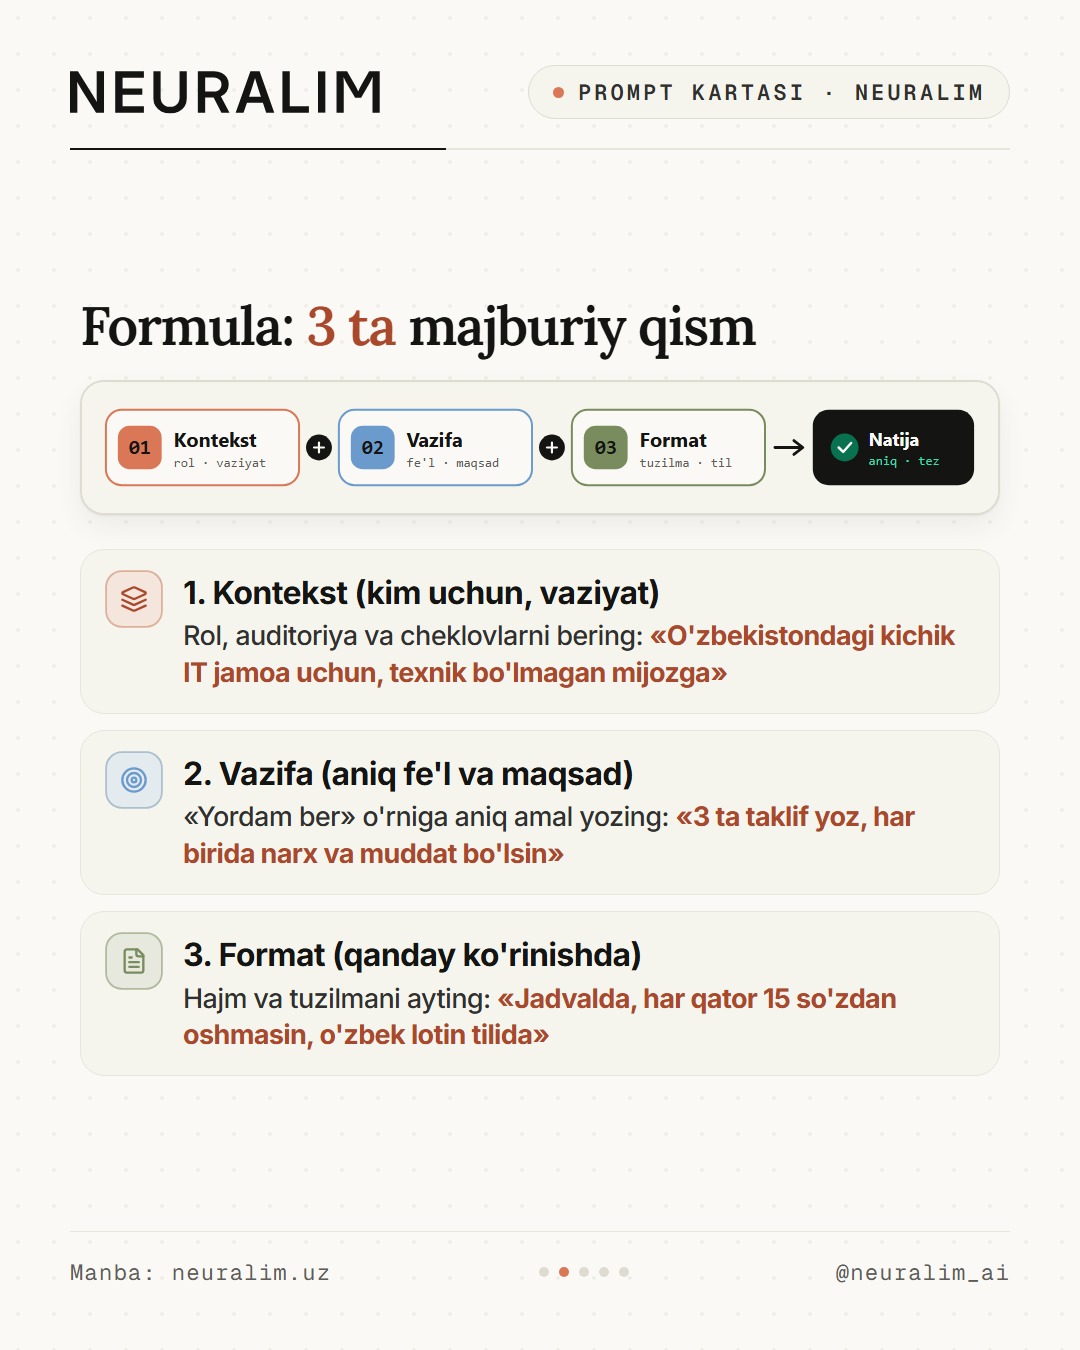 NEURALIM
PROMPT KARTASI · NEURALIM
Formula: 3 ta majburiy qism
01 Kontekst
rol · vaziyat
02 Vazifa
fe'l · maqsad
03 Format
tuzilma · til
Natija
aniq · tez
1. Kontekst (kim uchun, vaziyat)
Rol, auditoriya va cheklovlarni bering: «O'zbekistondagi kichik
IT jamoa uchun, texnik bo'lmagan mijozga»
2. Vazifa (aniq fe'l va maqsad)
«Yordam ber» o'rniga aniq amal yozing: «3 ta taklif yoz, har
birida narx va muddat bo'lsin»
3. Format (qanday ko'rinishda)
Hajm va tuzilmani ayting: «Jadvalda, har qator 15 so'zdan
oshmasin, o'zbek lotin tilida»
Manba: neuralim.uz
@neuralim_ai